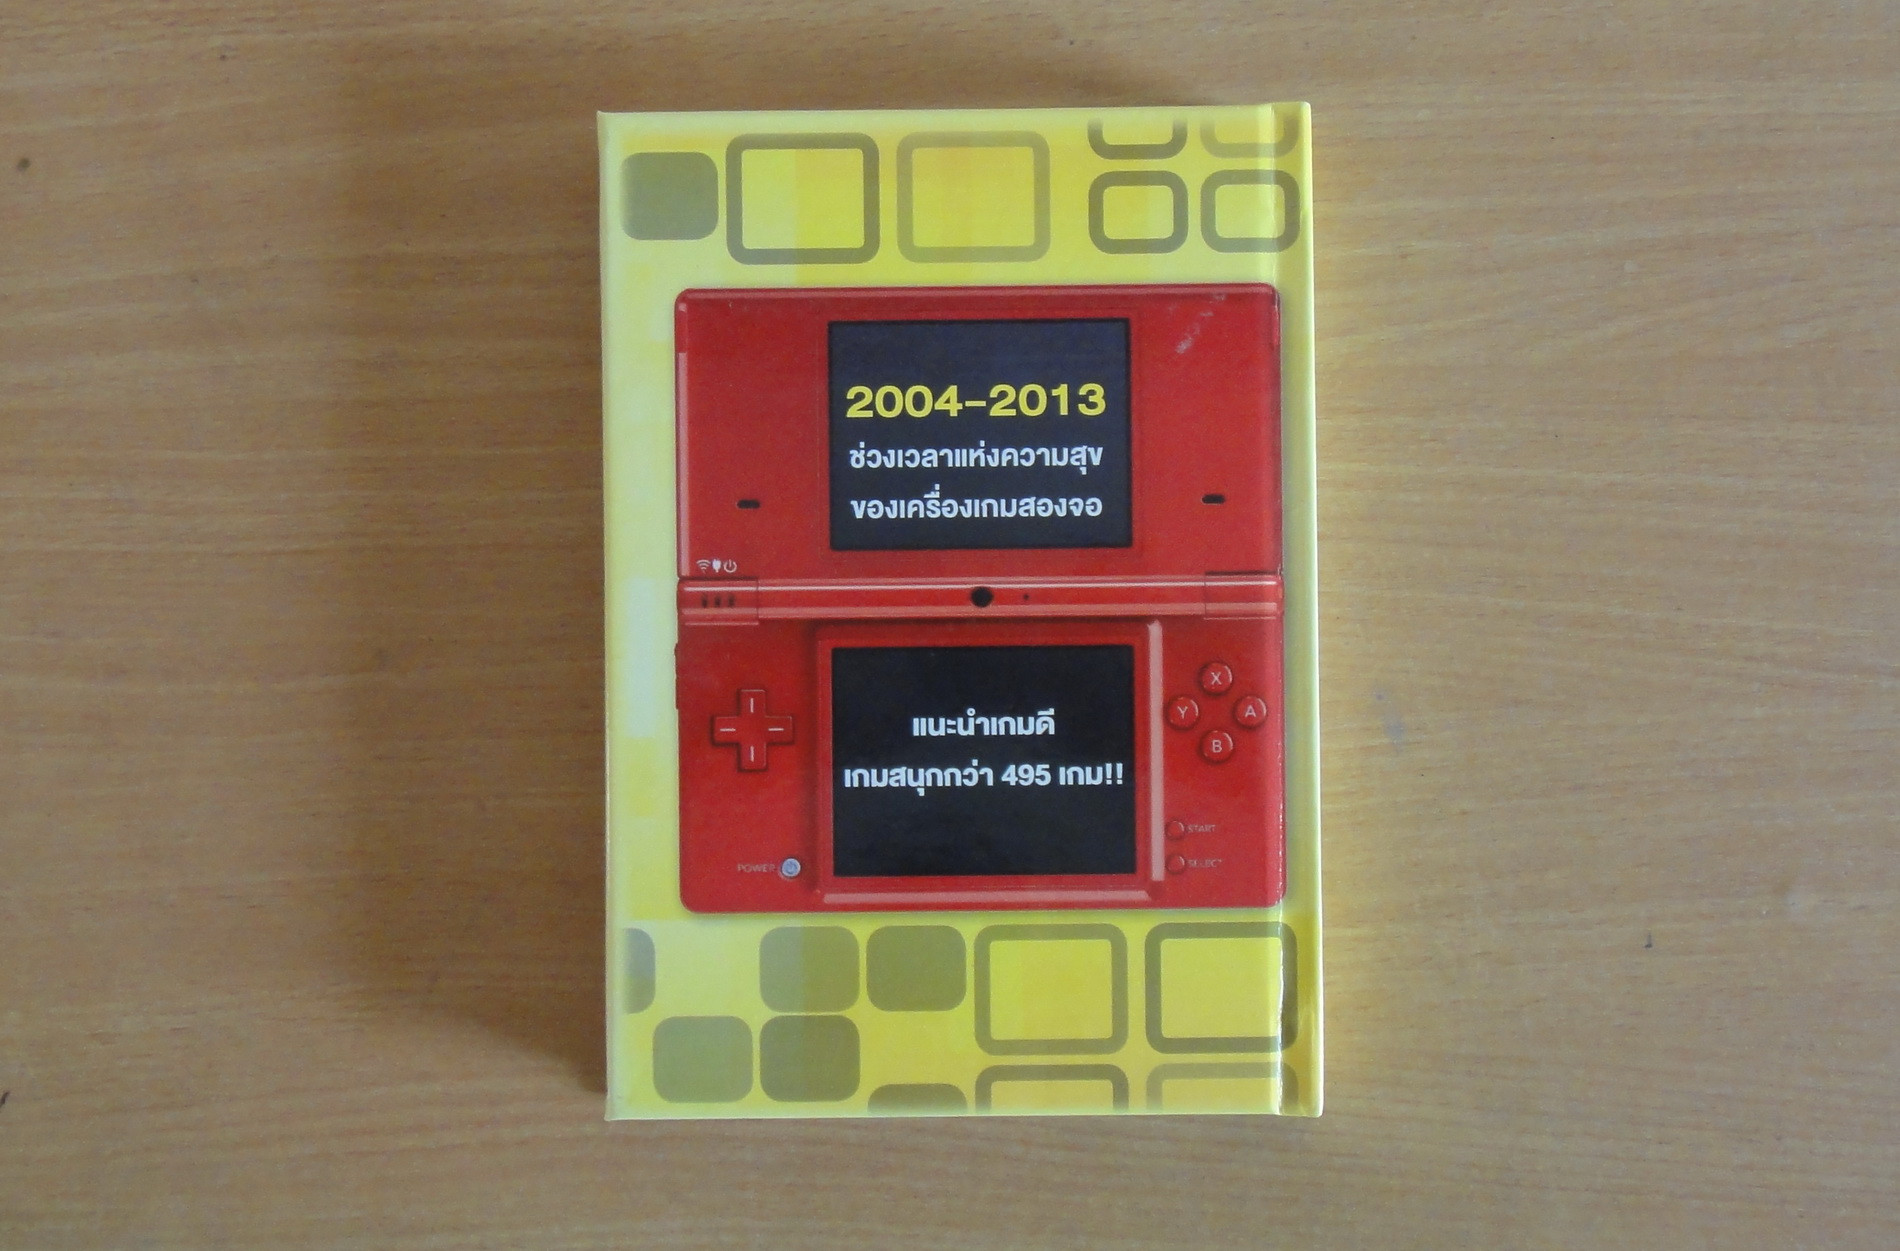 2004-2013
ช่วงเวลาแห่งความสุข
ของเครื่องเกมสองจอ
แนะนำเกมดี
เกมสนุกกว่า 495 เกม!!
X
Y
A
B
START
SELECT
POWER